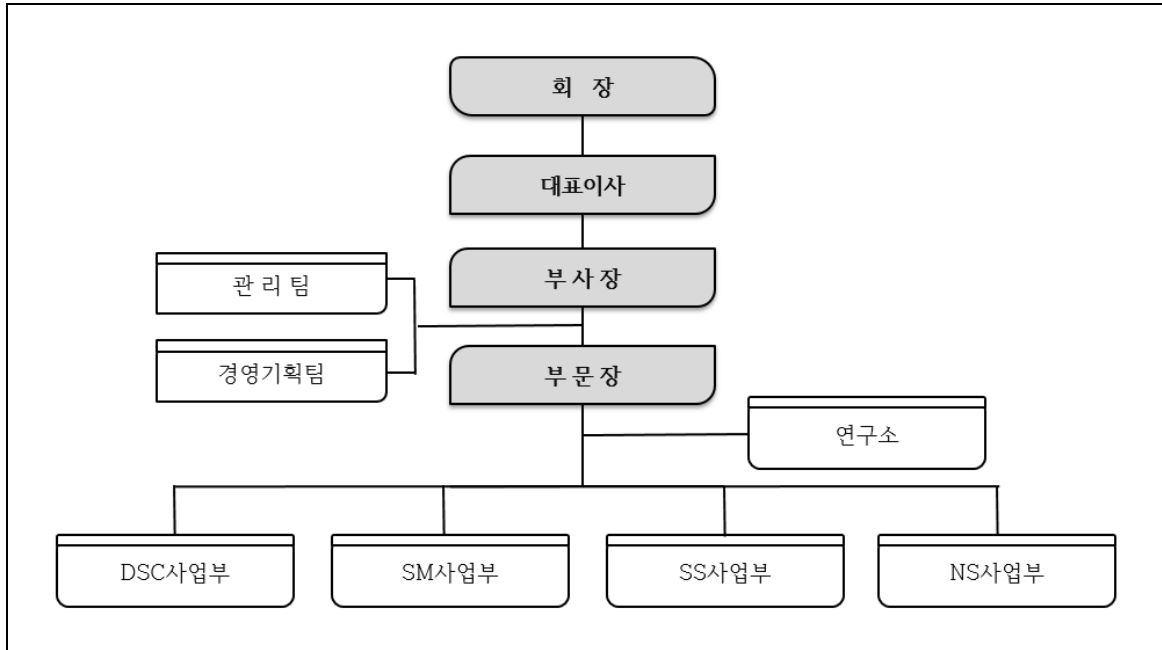 회 장
대표이사
부 사 장
관 리 팀
경영기획팀
부 문 장
연구소
DSC사업부
SM사업부
SS사업부
NS사업부